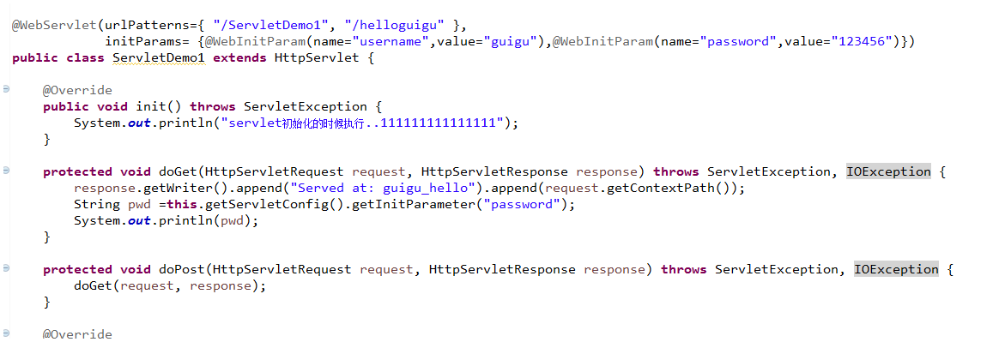 @WebServlet(urlPatterns={ "/ServletDemo1", "/helloguigu" },
initParams= {@WebInitParam(name="username",value="guigu"),@WebInitParam(name="password",value="123456")})
public class ServletDemo1 extends HttpServlet {
@Override
public void init() throws ServletException {
System.out.println("servlet初始化的时候执行..111111111111111");
}
protected void doGet(HttpServletRequest request, HttpServletResponse response) throws ServletException, IOException {
response.getWriter().append("Served at: guigu_hello").append(request.getContextPath());
String pwd =this.getServletConfig().getInitParameter("password");
System.out.println(pwd);
}
protected void doPost(HttpServletRequest request, HttpServletResponse response) throws ServletException, IOException {
doGet(request, response);
}
@Override